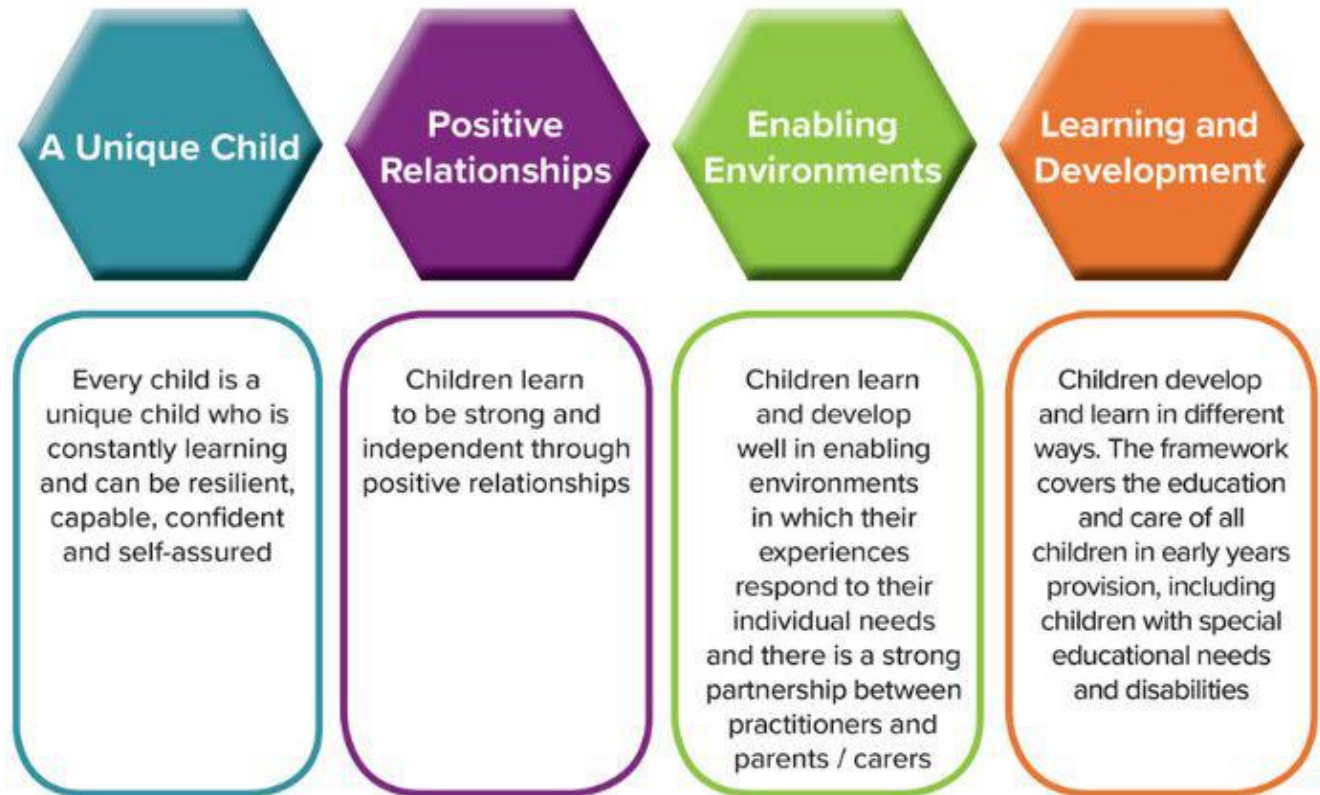 A Unique Child
Positive
Relationships
Enabling
Environments
Learning and
Development
Every child is a
unique child who is
constantly learning
and can be resilient,
capable, confident
and self-assured
Children learn
to be strong and
independent through
positive relationships
Children learn
and develop
well in enabling
environments
in which their
experiences
respond to their
individual needs
and there is a strong
partnership between
practitioners and
parents / carers
Children develop
and learn in different
ways. The framework
covers the education
and care of all
children in early years
provision, including
children with special
educational needs
and disabilities